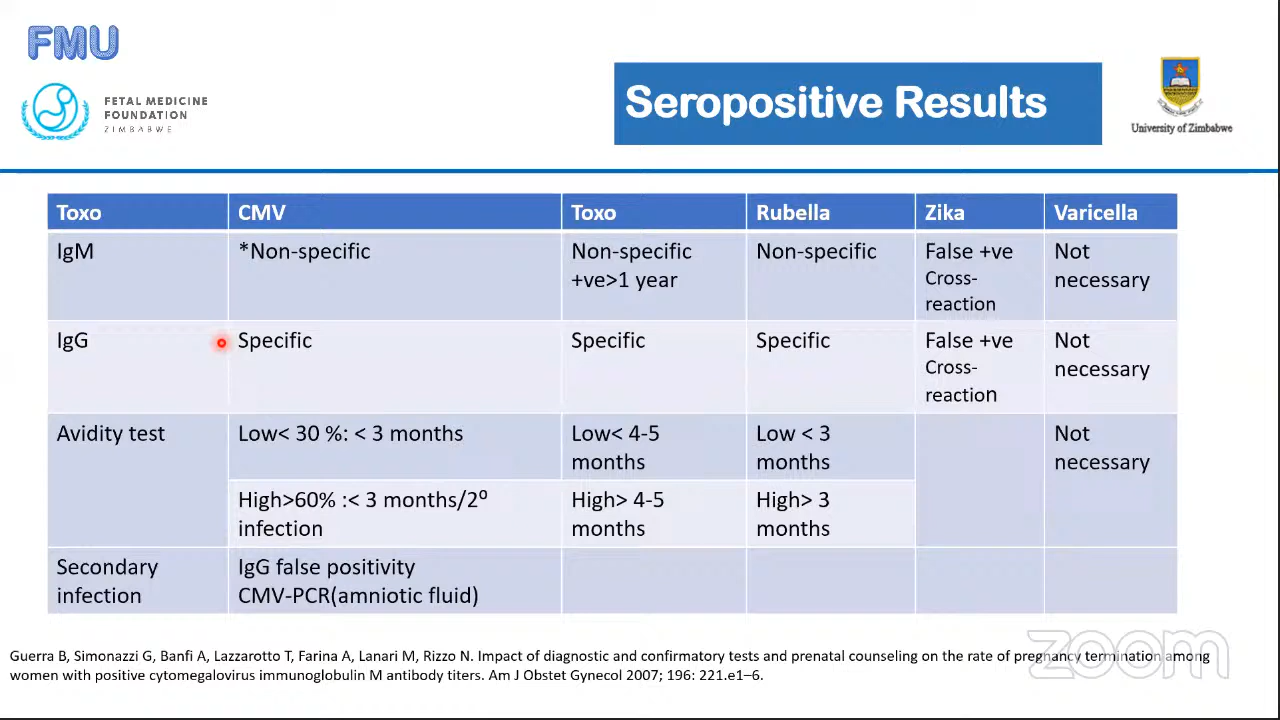 FMU
FETAL MEDICINE
FOUNDATION
ZIMBABWE
Seropositive Results
University of Zimbabwe
Toxo CMV Toxo Rubella Zika Varicella
IgM *Non-specific Non-specific Non-specific False +ve Not
+ve>1 year Cross- necessary
reaction
IgG Specific Specific Specific False +ve Not
Cross- necessary
reaction
Avidity test Low< 30 %: < 3 months Low< 4-5 Low < 3 Not
months months necessary
High>60% :< 3 months/2⁰ High> 4-5 High> 3
infection months months
Secondary IgG false positivity
infection CMV-PCR(amniotic fluid)
zoom
Guerra B, Simonazzi G, Banfi A, Lazzarotto T, Farina A, Lanari M, Rizzo N. Impact of diagnostic and confirmatory tests and prenatal counseling on the rate of pregnancy termination among
women with positive cytomegalovirus immunoglobulin M antibody titers. Am J Obstet Gynecol 2007; 196: 221.e1–6.